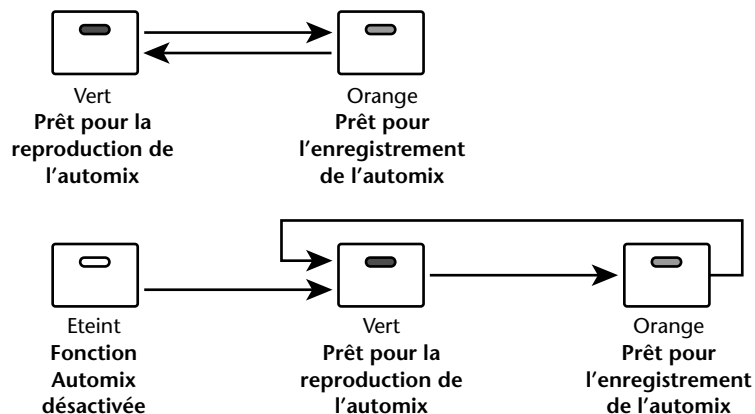 Vert
Prêt pour la
reproduction de
l'automix
Orange
Prêt pour
l'enregistrement
de l'automix
Eteint
Fonction
Automix
désactivée
Vert
Prêt pour la
reproduction de
l'automix
Orange
Prêt pour
l'enregistrement
de l'automix